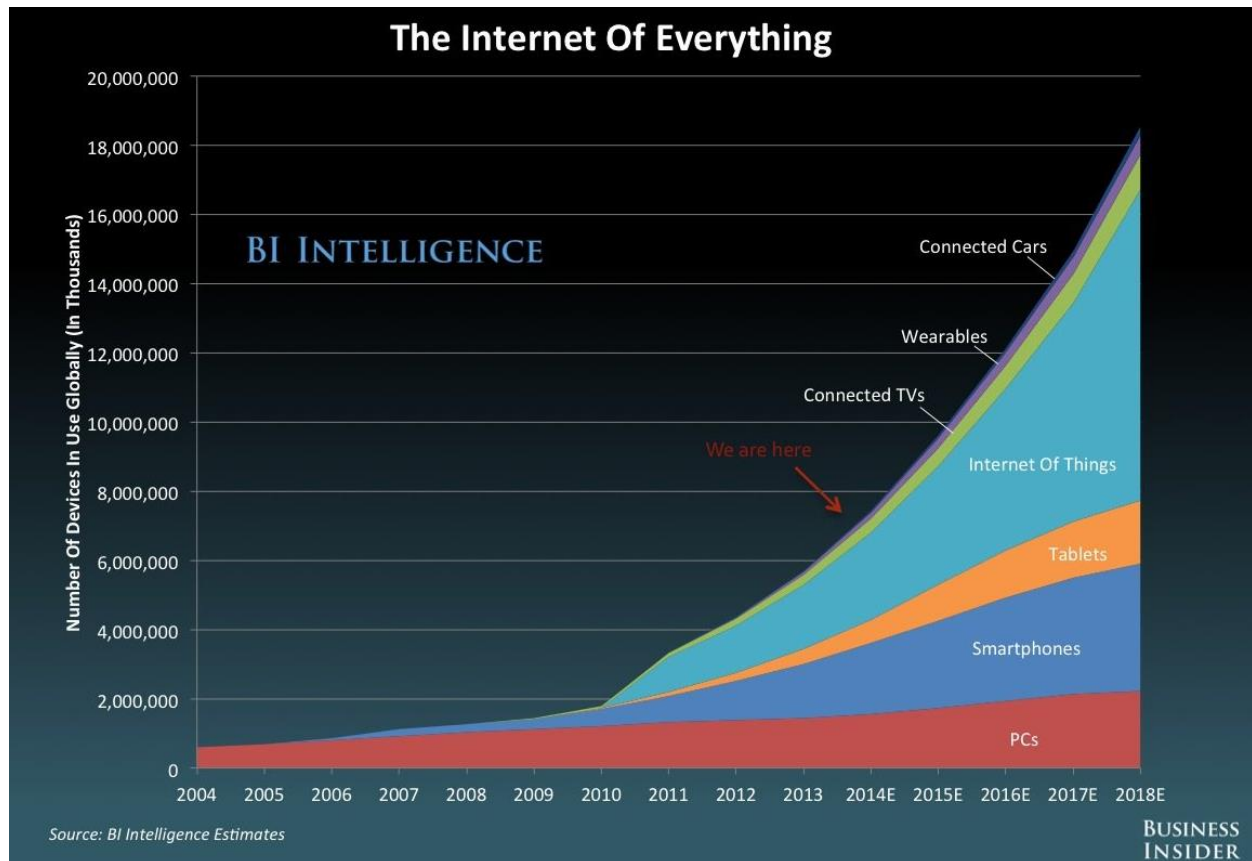 The Internet Of Everything
Number Of Devices In Use Globally (In Thousands)
20,000,000
18,000,000
16,000,000
14,000,000
12,000,000
10,000,000
8,000,000
6,000,000
4,000,000
2,000,000
0
BI INTELLIGENCE
Connected Cars
Wearables
Connected TVs
We are here
Internet Of Things
Tablets
Smartphones
PCs
2004 2005 2006 2007 2008 2009 2010 2011 2012 2013 2014E 2015E 2016E 2017E 2018E
Source: BI Intelligence Estimates
BUSINESS
INSIDER